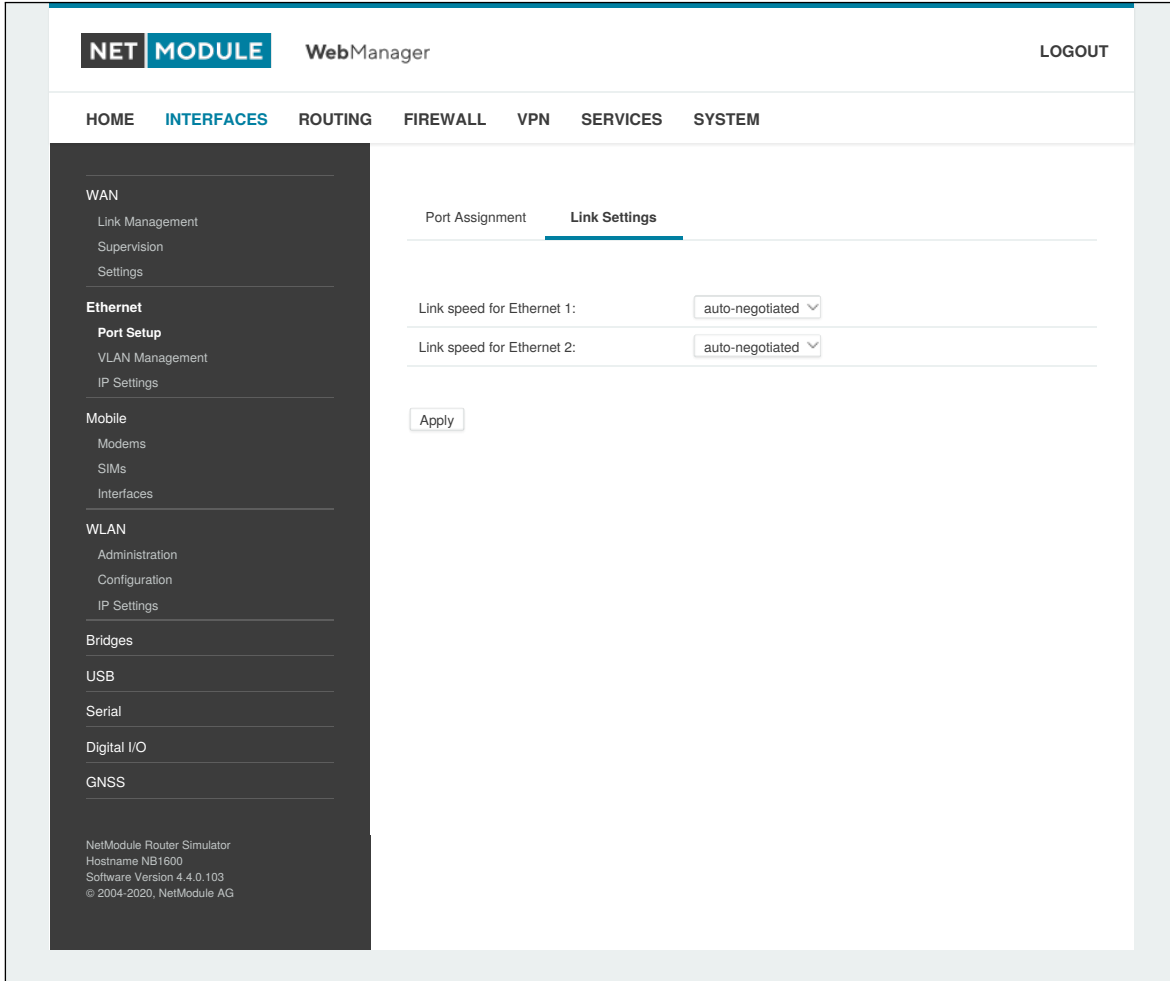 NET MODULE WebManager LOGOUT
HOME INTERFACES ROUTING FIREWALL VPN SERVICES SYSTEM
WAN
Link Management
Supervision
Settings
Ethernet
Port Setup
VLAN Management
IP Settings
Mobile
Modems
SIMs
Interfaces
WLAN
Administration
Configuration
IP Settings
Bridges
USB
Serial
Digital I/O
GNSS
NetModule Router Simulator
Hostname NB1600
Software Version 4.4.0.103
© 2004-2020, NetModule AG
Port Assignment Link Settings
Link speed for Ethernet 1: auto-negotiated
Link speed for Ethernet 2: auto-negotiated
Apply